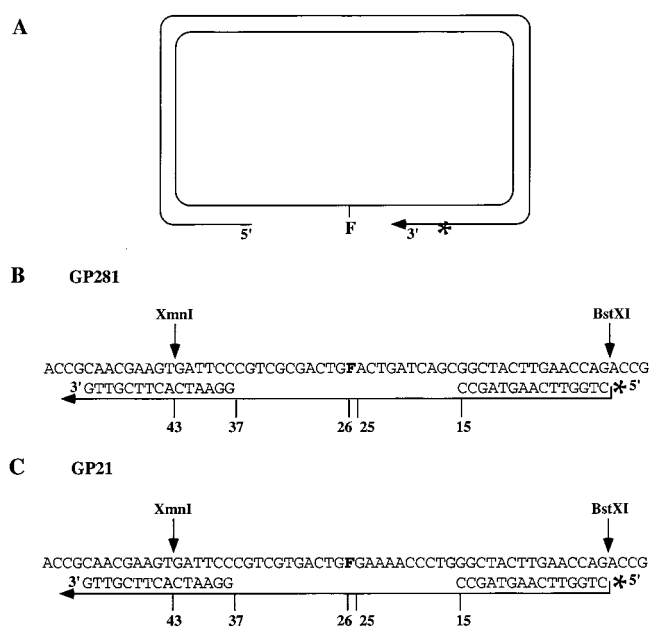 A
5' F 3' *
B GP281
XmnI BstXI
ACCGCAACGAAGTGATTCCCGTCGCGACTGFACTGATCAGCGGCTACTTGAACCAGACCG
3' GTTGCTTCACTAAGG CCGATGAACTTGGTC * 5'
43 37 26 25 15
C GP21
XmnI BstXI
ACCGCAACGAAGTGATTCCCGTCGTGACTGFGAAAACCCTGGGCTACTTGAACCAGACCG
3' GTTGCTTCACTAAGG CCGATGAACTTGGTC * 5'
43 37 26 25 15